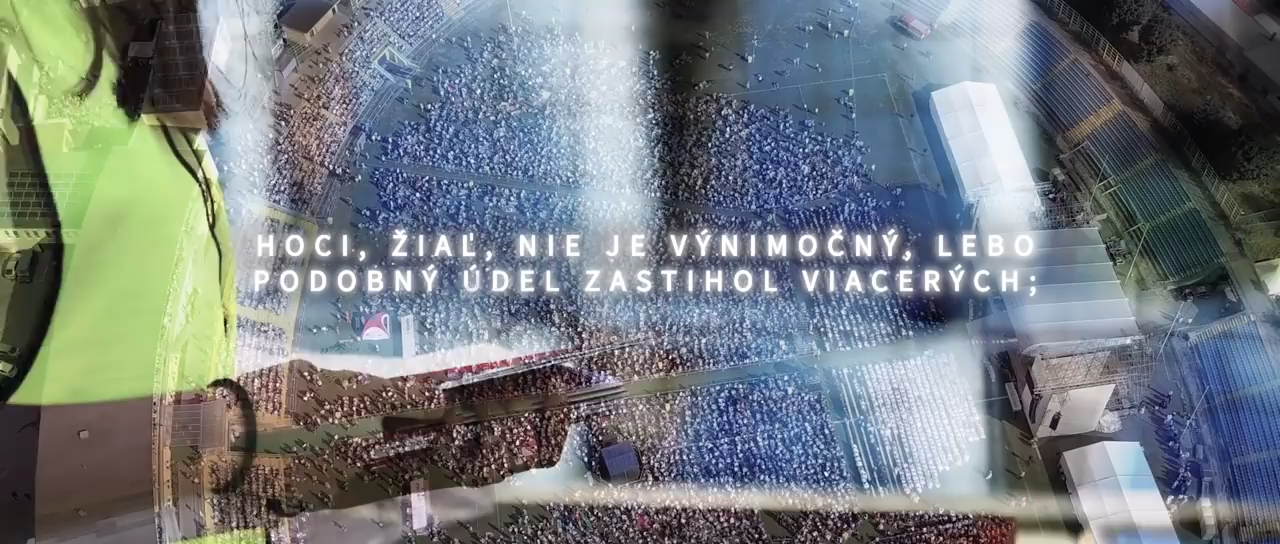 HOCI, ŽIAĽ, NIE JE VÝNIMOČNÝ, LEBO
PODOBNÝ ÚDEL ZASTIHOL VIACERÝCH;